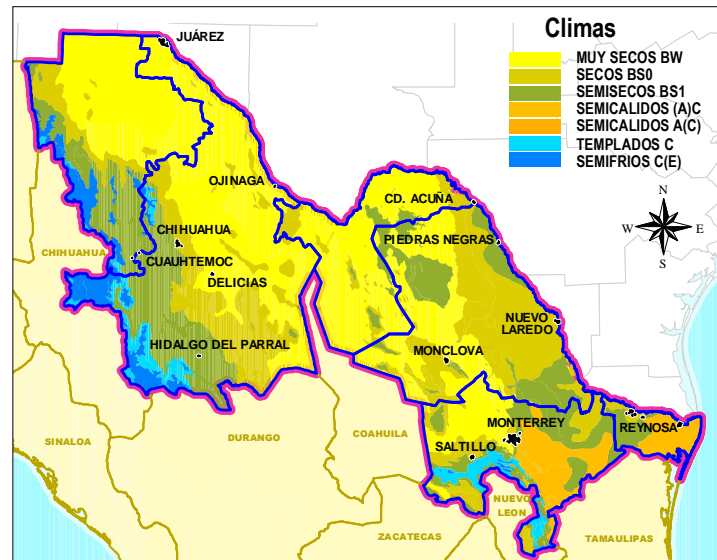 Climas
MUY SECOS BW
SECOS BS0
SEMISECOS BS1
SEMICALIDOS (A)C
SEMICALIDOS A(C)
TEMPLADOS C
SEMIFRIOS C(E)
N
W E
S
JUÁREZ
OJINAGA
CD. ACUÑA
PIEDRAS NEGRAS
CHIHUAHUA
CHIHUAHUA
CUAUHTEMOC
DELICIAS
NUEVO
LAREDO
HIDALGO DEL PARRAL
MONCLOVA
MONTERREY
REYNOSA
SALTILLO
SINALOA
DURANGO
COAHUILA
NUEVO
LEON
ZACATECAS
TAMAULIPAS